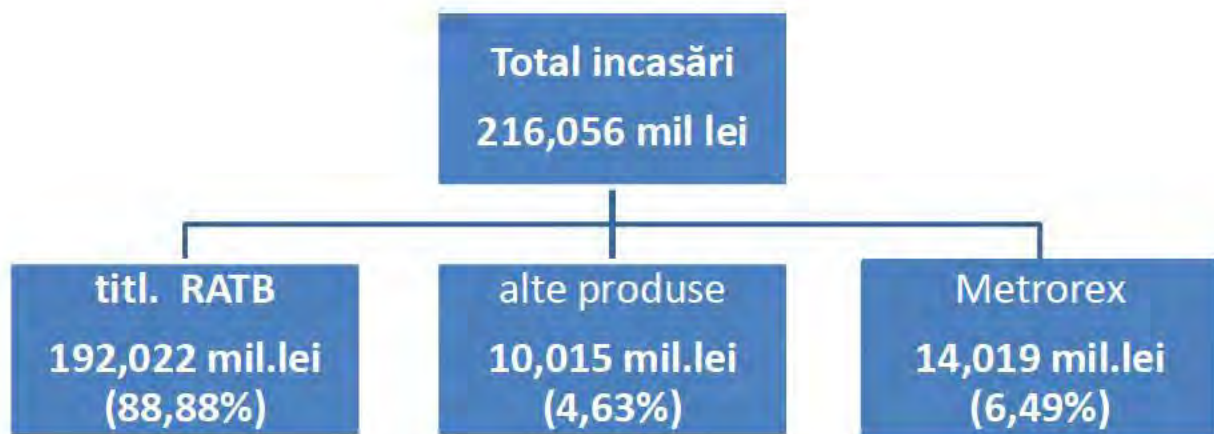 Total incasări
216,056 mil lei
titl. RATB
192,022 mil.lei
(88,88%)
alte produse
10,015 mil.lei
(4,63%)
Metrorex
14,019 mil.lei
(6,49%)